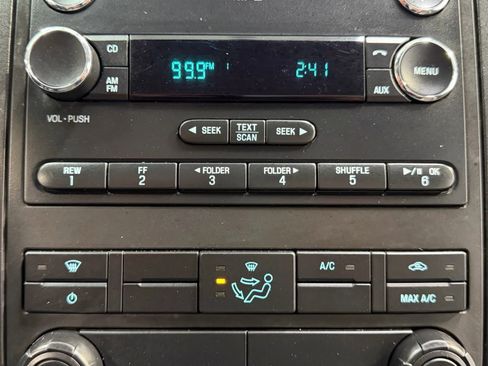 CD
99.9 FM 1 2:41
AM FM
MENU
AUX
VOL - PUSH
◄ SEEK TEXT SCAN SEEK ►
REW 1
FF 2
◄ FOLDER 3
FOLDER ► 4
SHUFFLE 5
►/II OK 6
A/C
MAX A/C